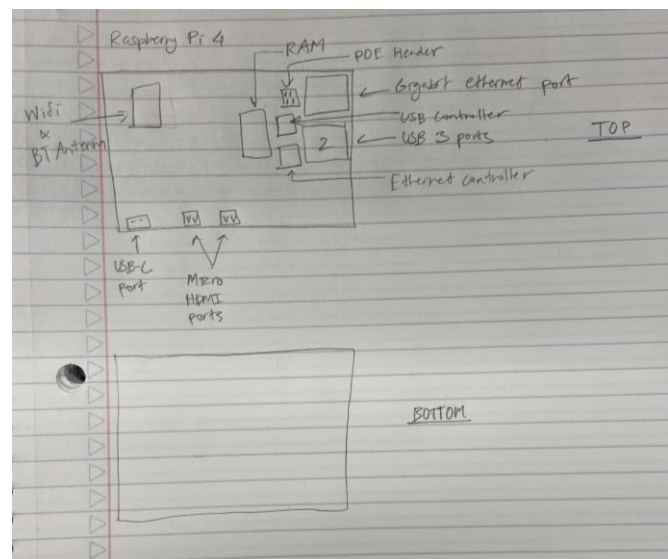 Raspberry Pi 4
RAM
POE Header
Gigabit ethernet port
Wifi
&
BT Antenna
USB controller
2
USB 3 ports
TOP
Ethernet controller
USB-C
port
Micro
HDMI
ports
BOTTOM